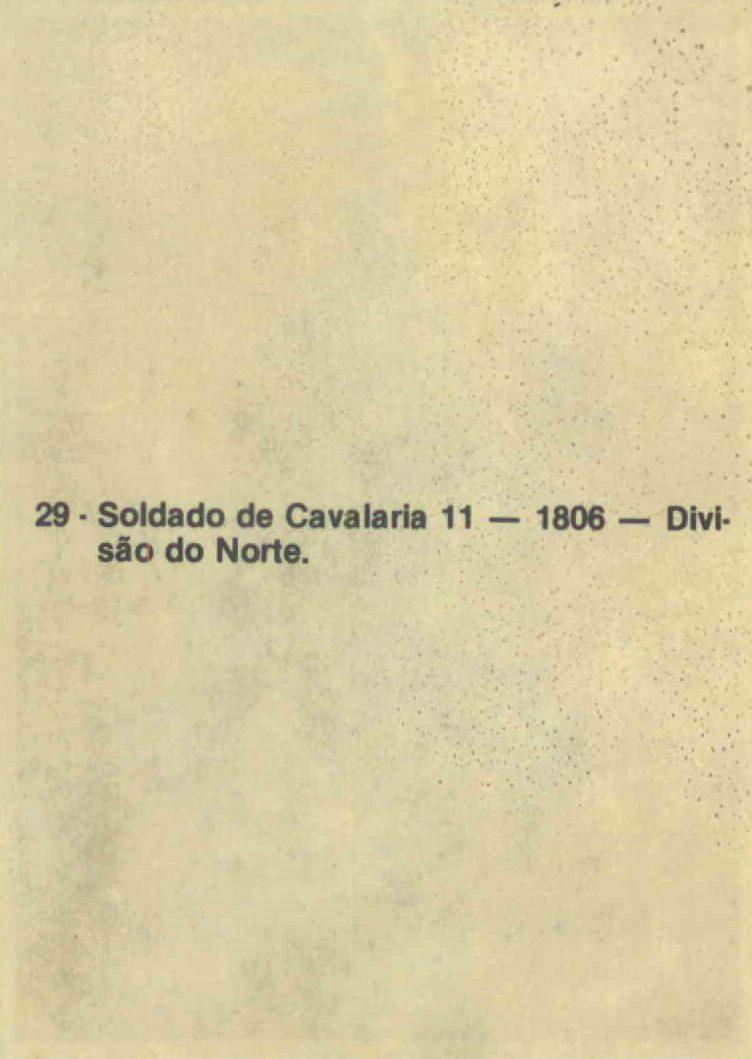 29 - Soldado de Cavalaria 11 — 1806 — Divi-
são do Norte.